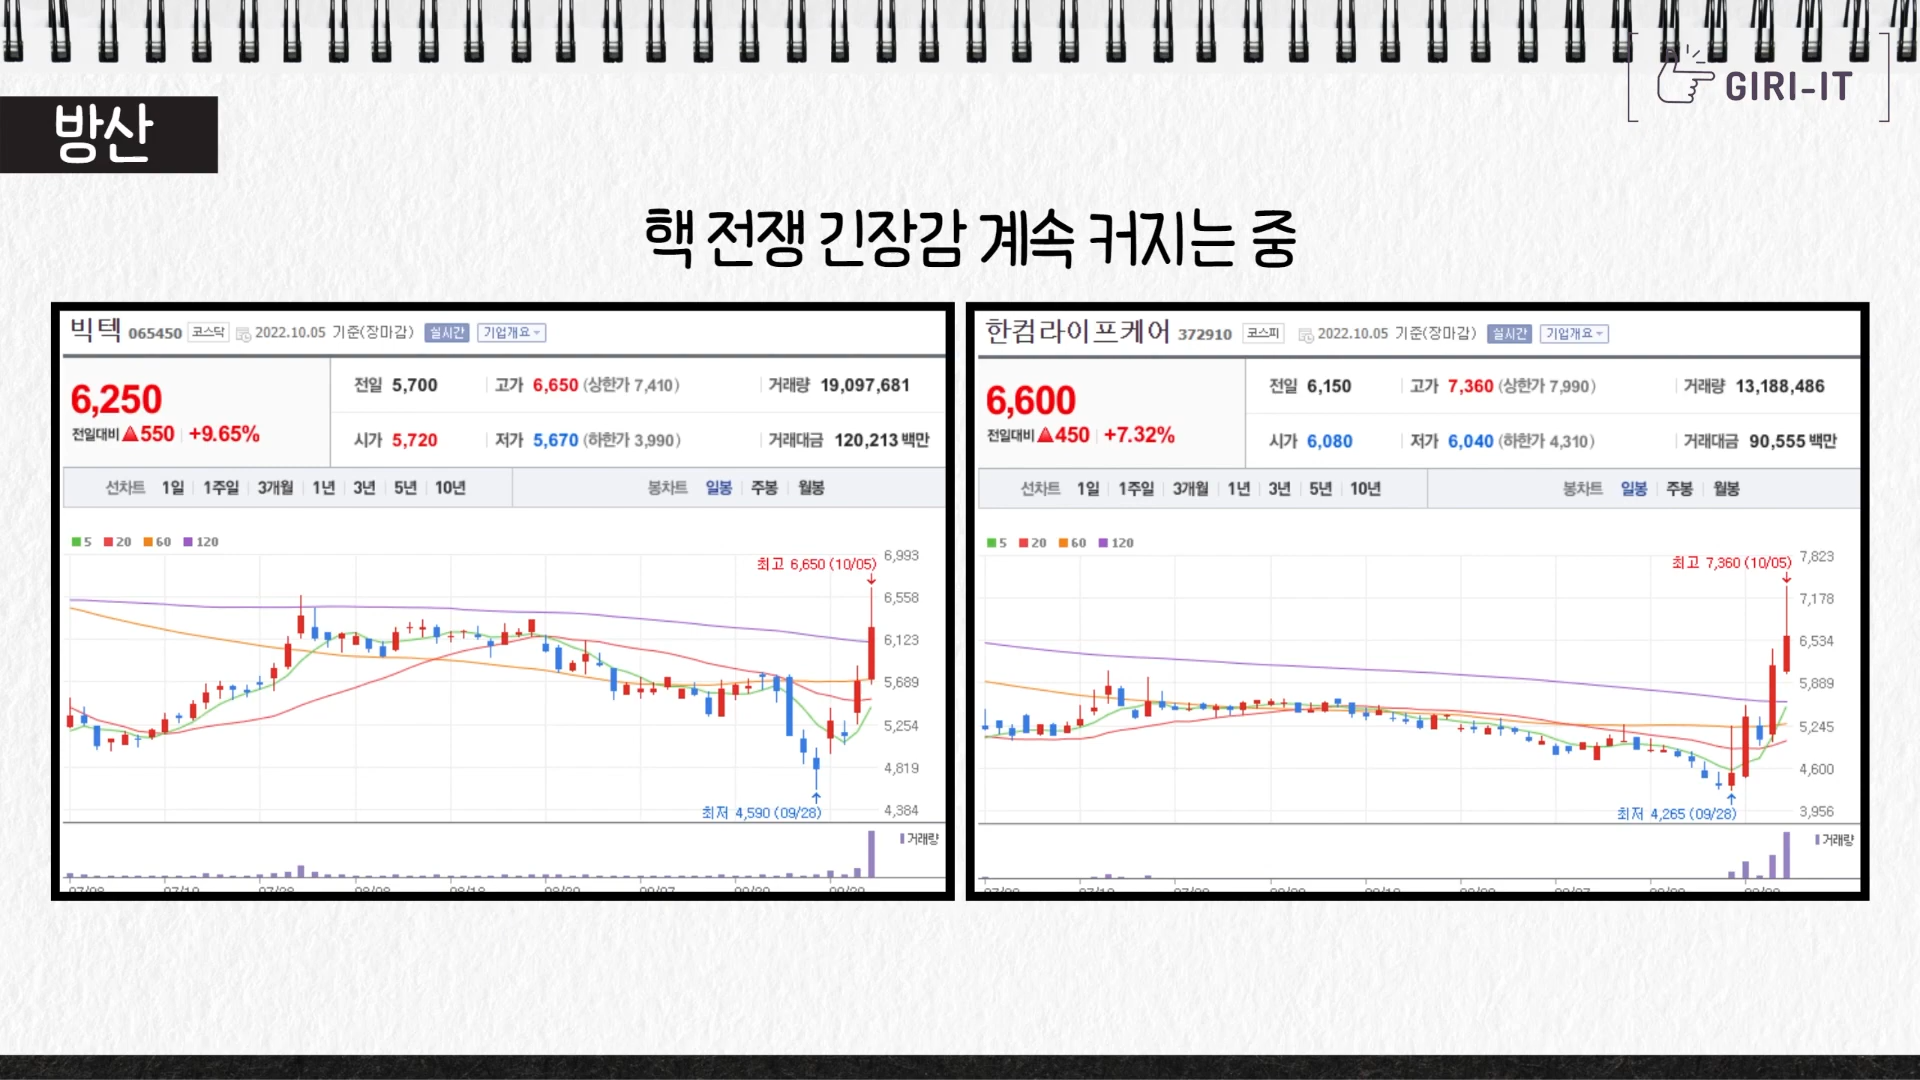 GIRI-IT
방산
핵 전쟁 긴장감 계속 커지는 중
빅텍 065450 코스닥 2022.10.05 기준(장마감) 실시간 기업개요
6,250
전일대비 ▲550 +9.65%
전일 5,700 고가 6,650 (상한가 7,410) 거래량 19,097,681
시가 5,720 저가 5,670 (하한가 3,990) 거래대금 120,213 백만
선차트 1일 1주일 3개월 1년 3년 5년 10년 봉차트 일봉 주봉 월봉
5 20 60 120
최고 6,650 (10/05)
6,993
6,558
6,123
5,689
5,254
4,819
4,384
최저 4,590 (09/28)
거래량
한컴라이프케어 372910 코스피 2022.10.05 기준(장마감) 실시간 기업개요
6,600
전일대비 ▲450 +7.32%
전일 6,150 고가 7,360 (상한가 7,990) 거래량 13,188,486
시가 6,080 저가 6,040 (하한가 4,310) 거래대금 90,555 백만
선차트 1일 1주일 3개월 1년 3년 5년 10년 봉차트 일봉 주봉 월봉
5 20 60 120
최고 7,360 (10/05)
7,823
7,178
6,534
5,889
5,245
4,600
3,956
최저 4,265 (09/28)
거래량